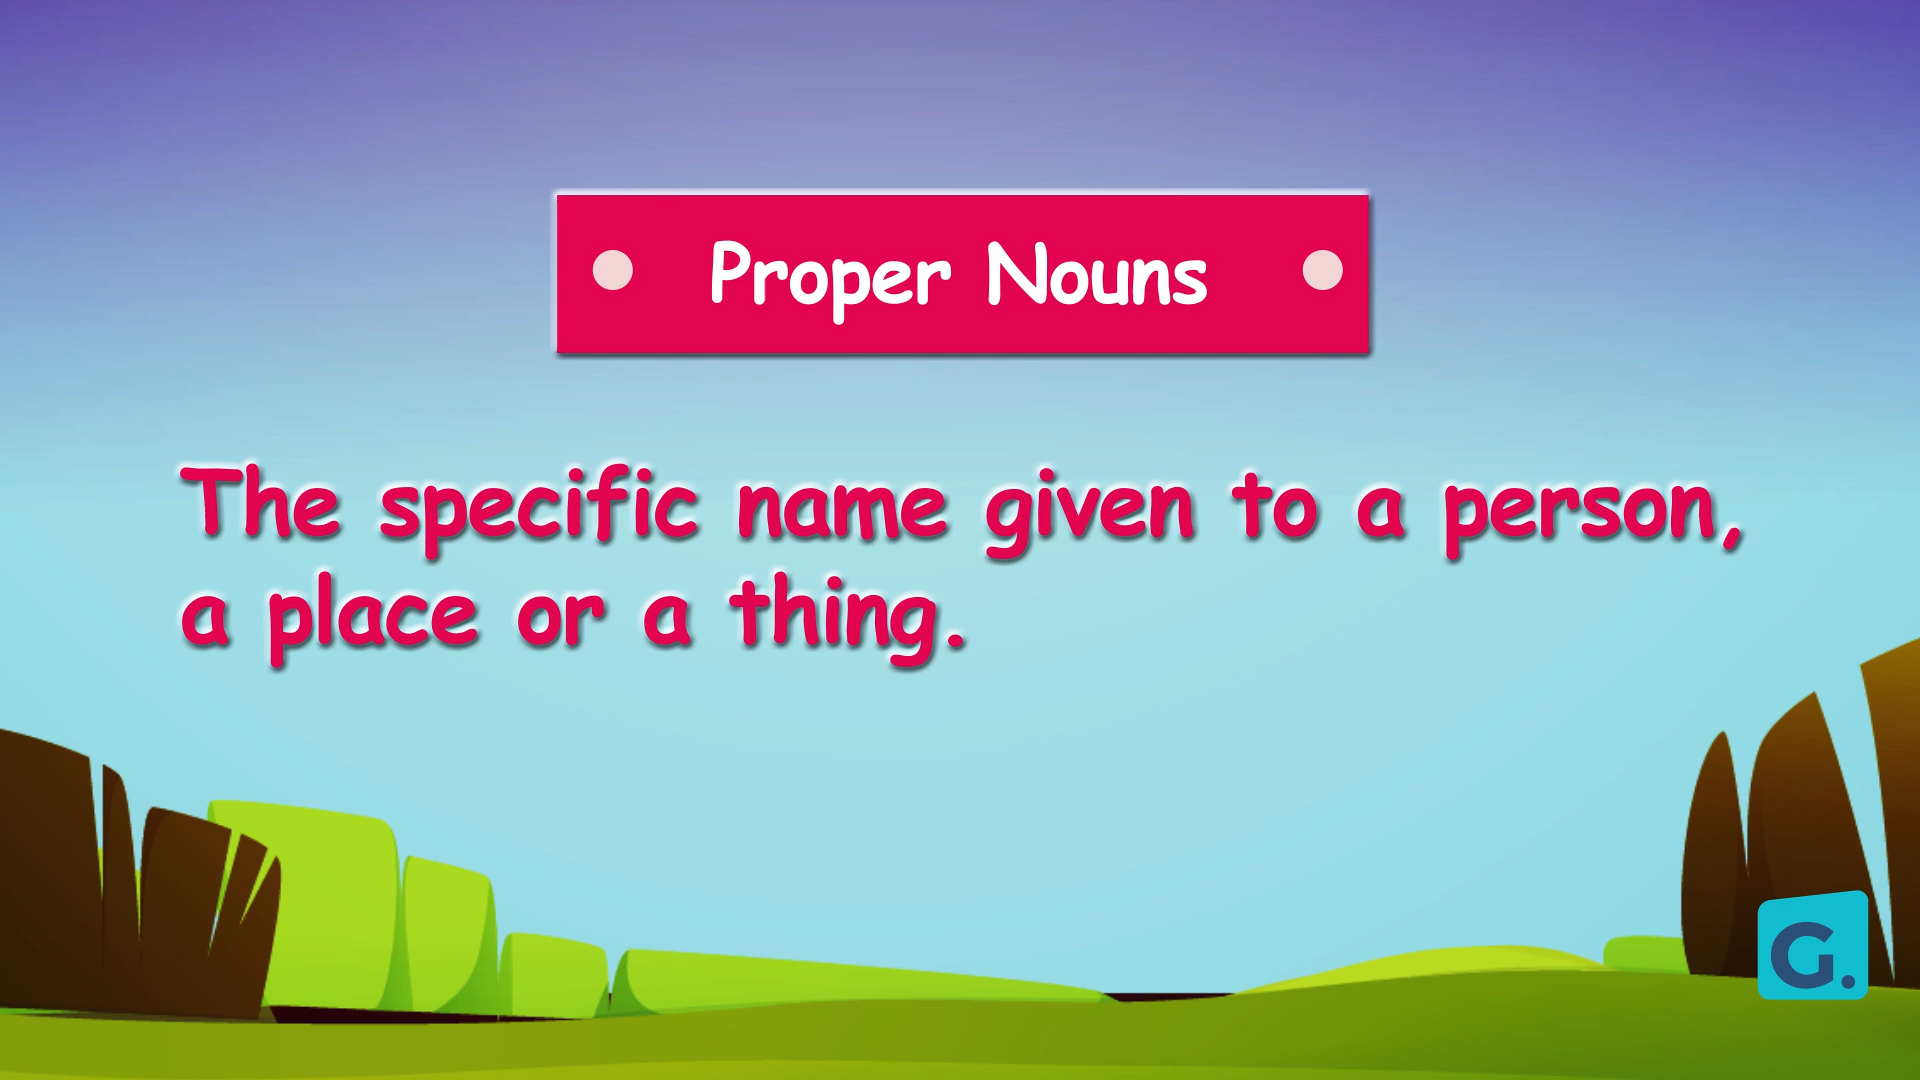 Proper Nouns
The specific name given to a person,
a place or a thing.
G.